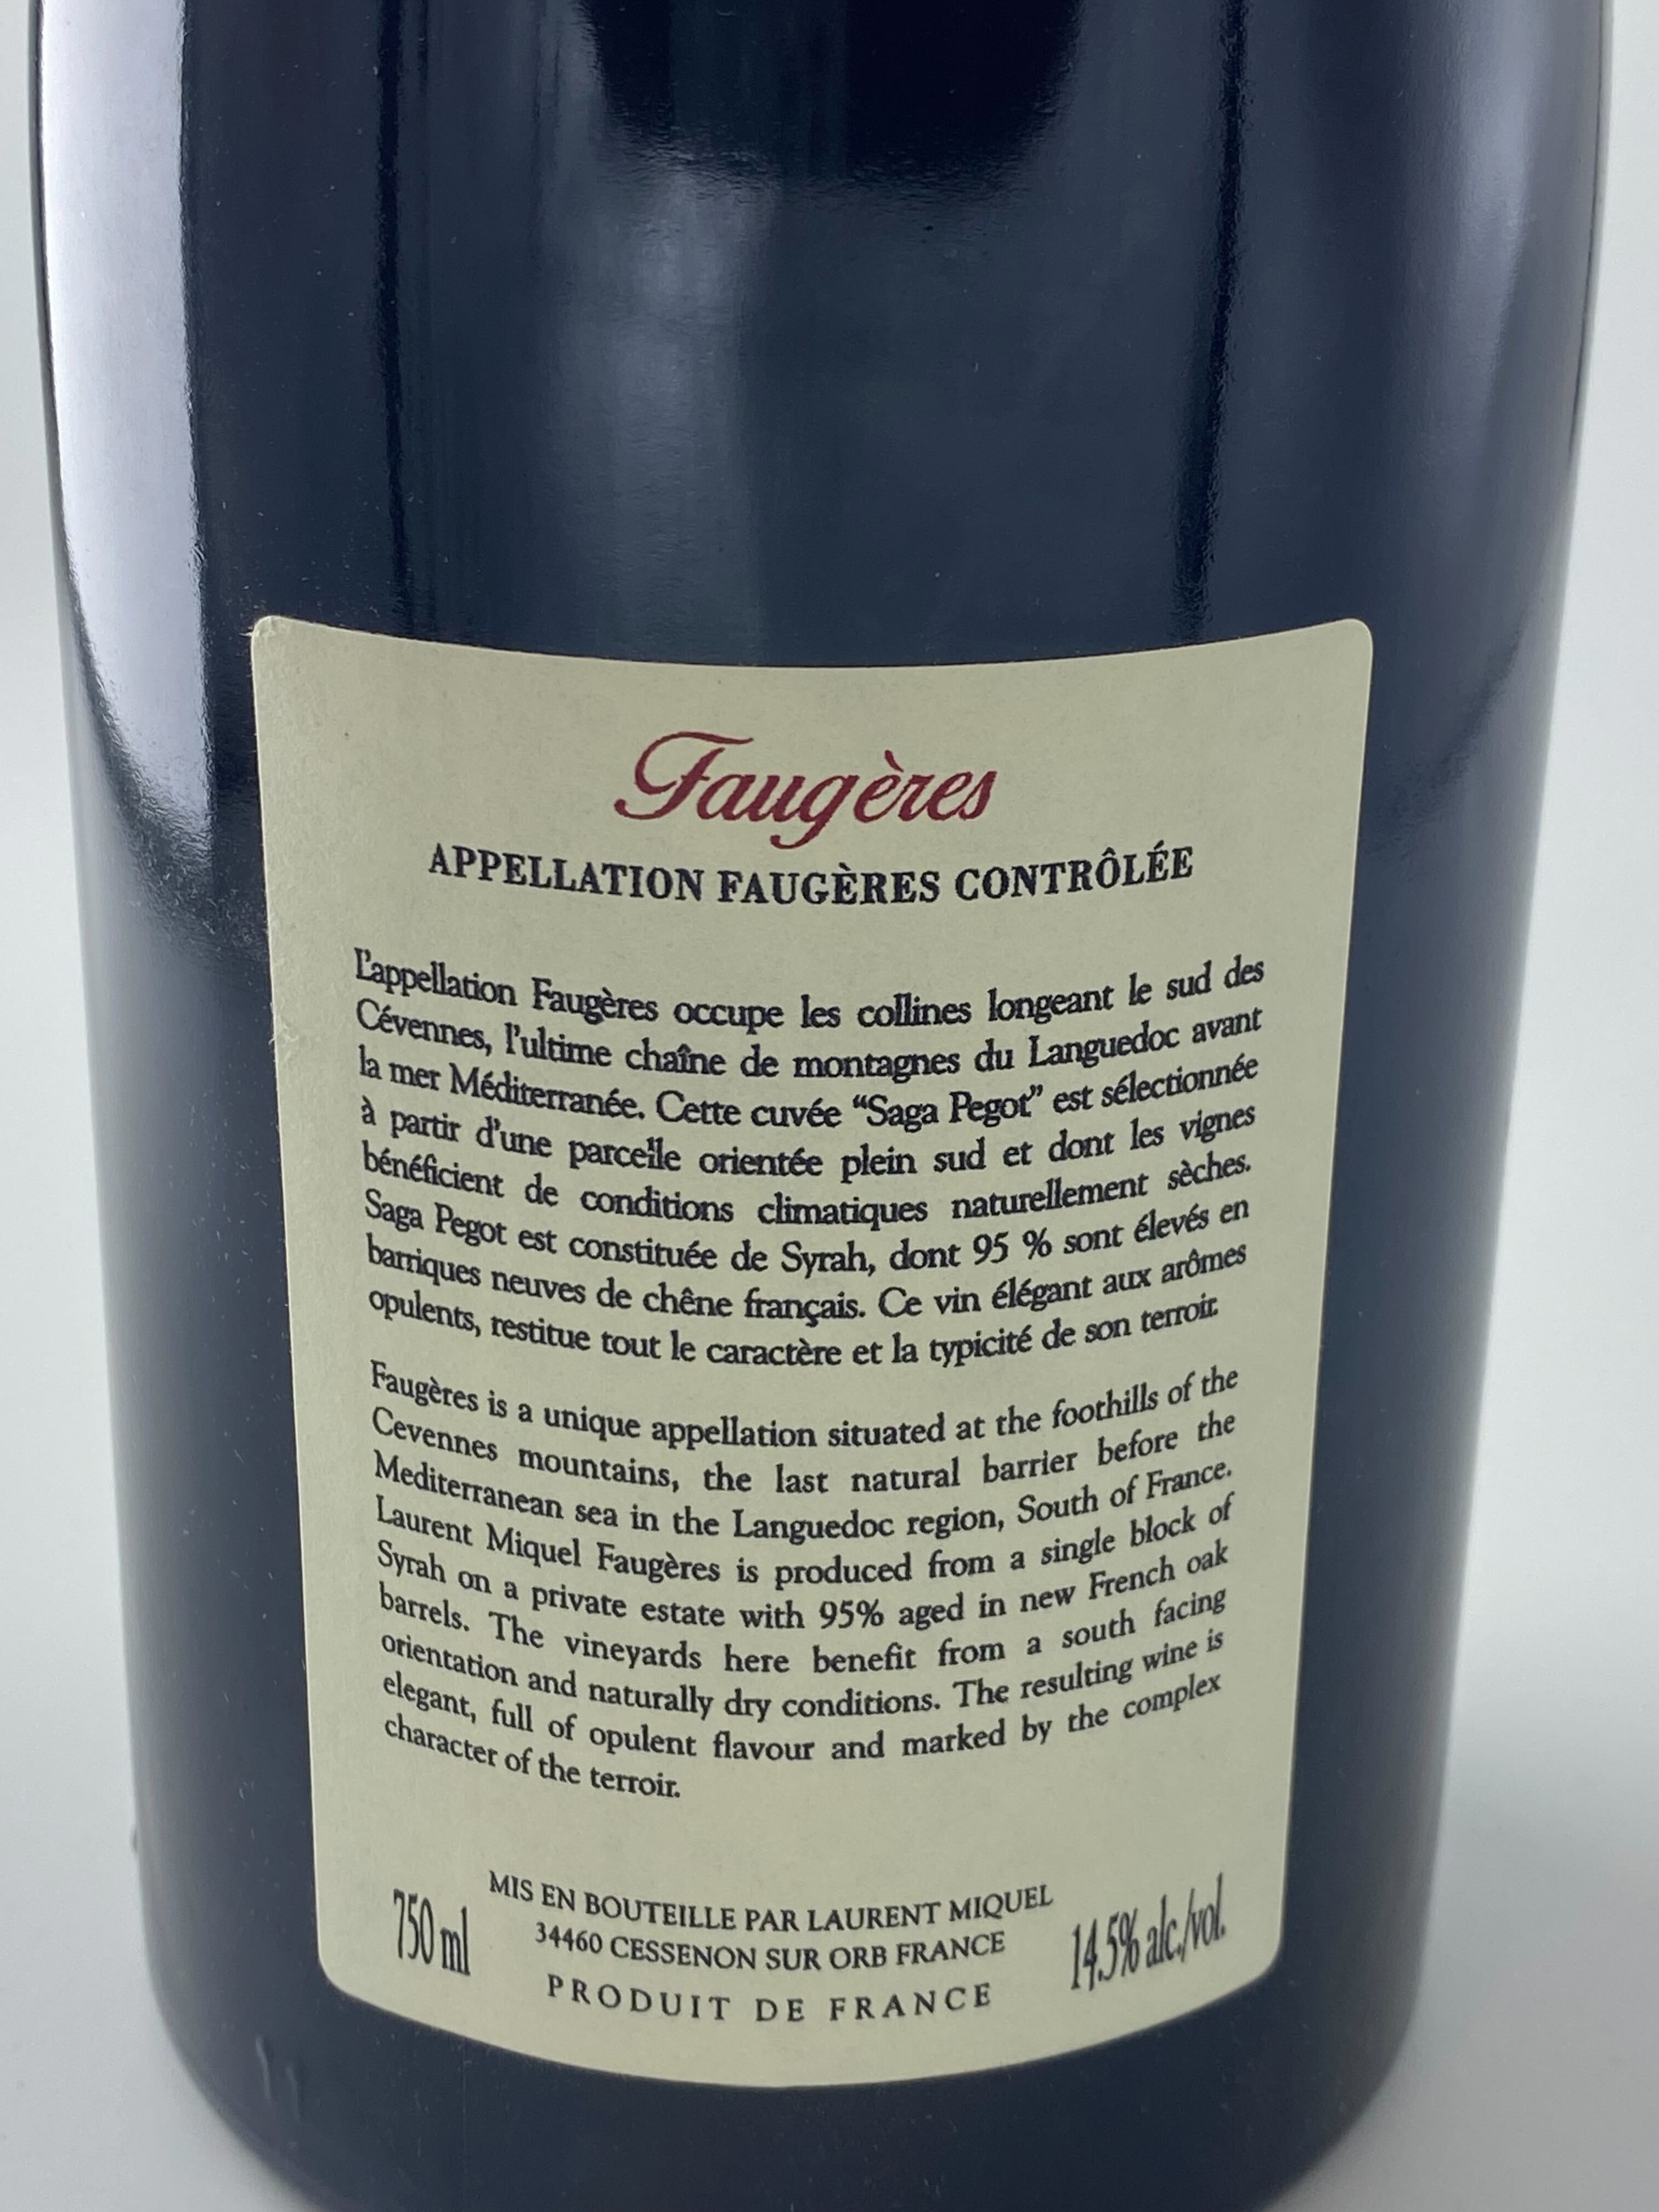 Faugères
APPELLATION FAUGÈRES CONTRÔLÉE
L'appellation Faugères occupe les collines longeant le sud des
Cévennes, l'ultime chaîne de montagnes du Languedoc avant
la mer Méditerranée. Cette cuvée “Saga Pegot” est sélectionnée
à partir d'une parcelle orientée plein sud et dont les vignes
bénéficient de conditions climatiques naturellement sèches.
Saga Pegot est constituée de Syrah, dont 95 % sont élevés en
barriques neuves de chêne français. Ce vin élégant aux arômes
opulents, restitue tout le caractère et la typicité de son terroir.
Faugères is a unique appellation situated at the foothills of the
Cevennes mountains, the last natural barrier before the
Mediterranean sea in the Languedoc region, South of France.
Laurent Miquel Faugères is produced from a single block of
Syrah on a private estate with 95% aged in new French oak
barrels. The vineyards here benefit from a south facing
orientation and naturally dry conditions. The resulting wine is
elegant, full of opulent flavour and marked by the complex
character of the terroir.
MIS EN BOUTEILLE PAR LAURENT MIQUEL
34460 CESSENON SUR ORB FRANCE
PRODUIT DE FRANCE
750 ml
14.5% alc./vol.